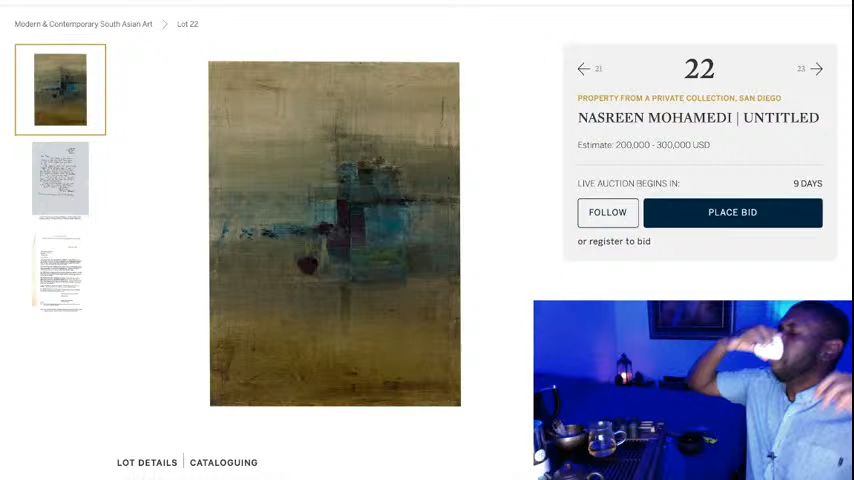 Modern & Contemporary South Asian Art
Lot 22
21
22
23
PROPERTY FROM A PRIVATE COLLECTION, SAN DIEGO
NASREEN MOHAMEDI | UNTITLED
Estimate: 200,000 - 300,000 USD
LIVE AUCTION BEGINS IN: 9 DAYS
FOLLOW
PLACE BID
or register to bid
LOT DETAILS | CATALOGUING